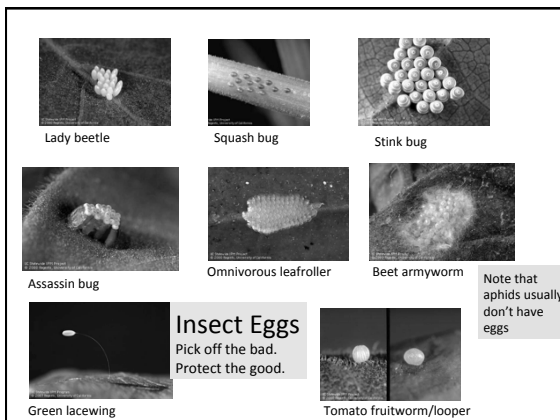 Lady beetle
Squash bug
Stink bug
Assassin bug
Omnivorous leafroller
Beet armyworm
Note that
aphids usually
don't have
eggs
Insect Eggs
Pick off the bad.
Protect the good.
Green lacewing
Tomato fruitworm/looper